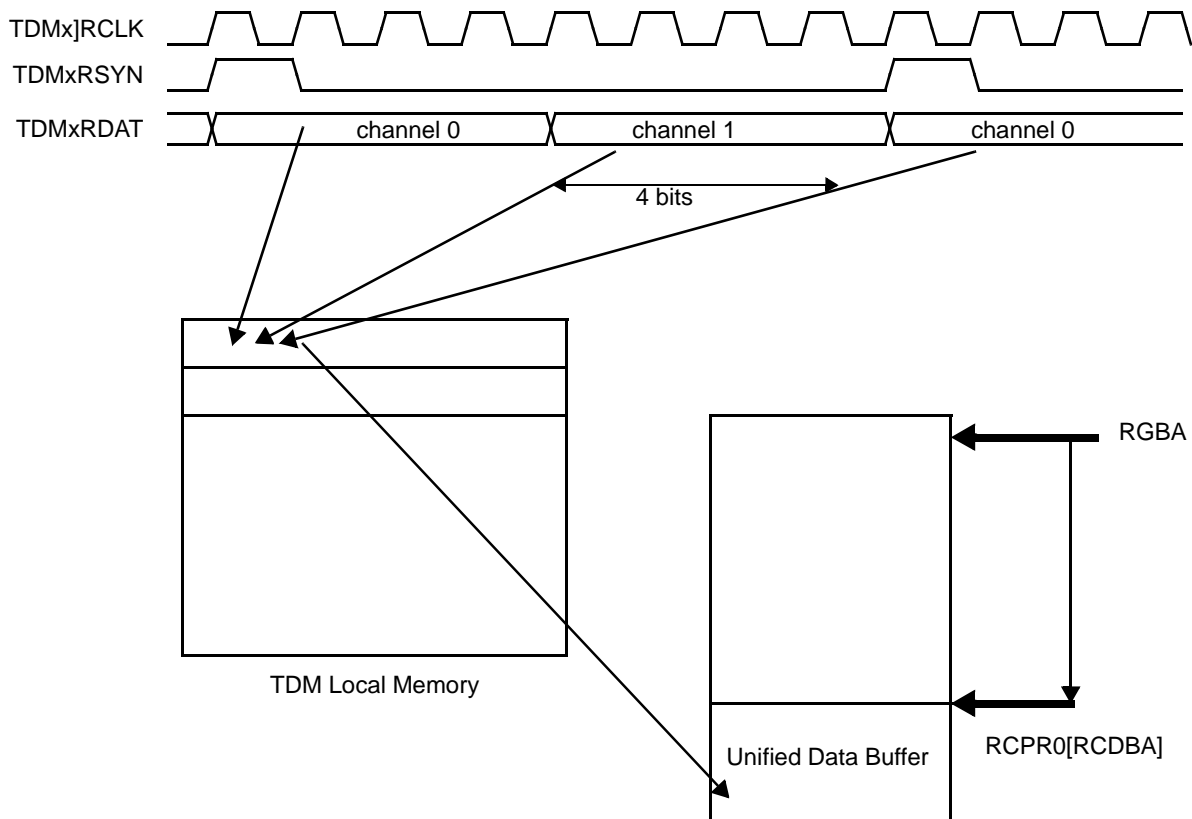 TDMx]RCLK
TDMxRSYN
TDMxRDAT
channel 0
channel 1
channel 0
4 bits
RGBA
TDM Local Memory
Unified Data Buffer
RCPR0[RCDBA]